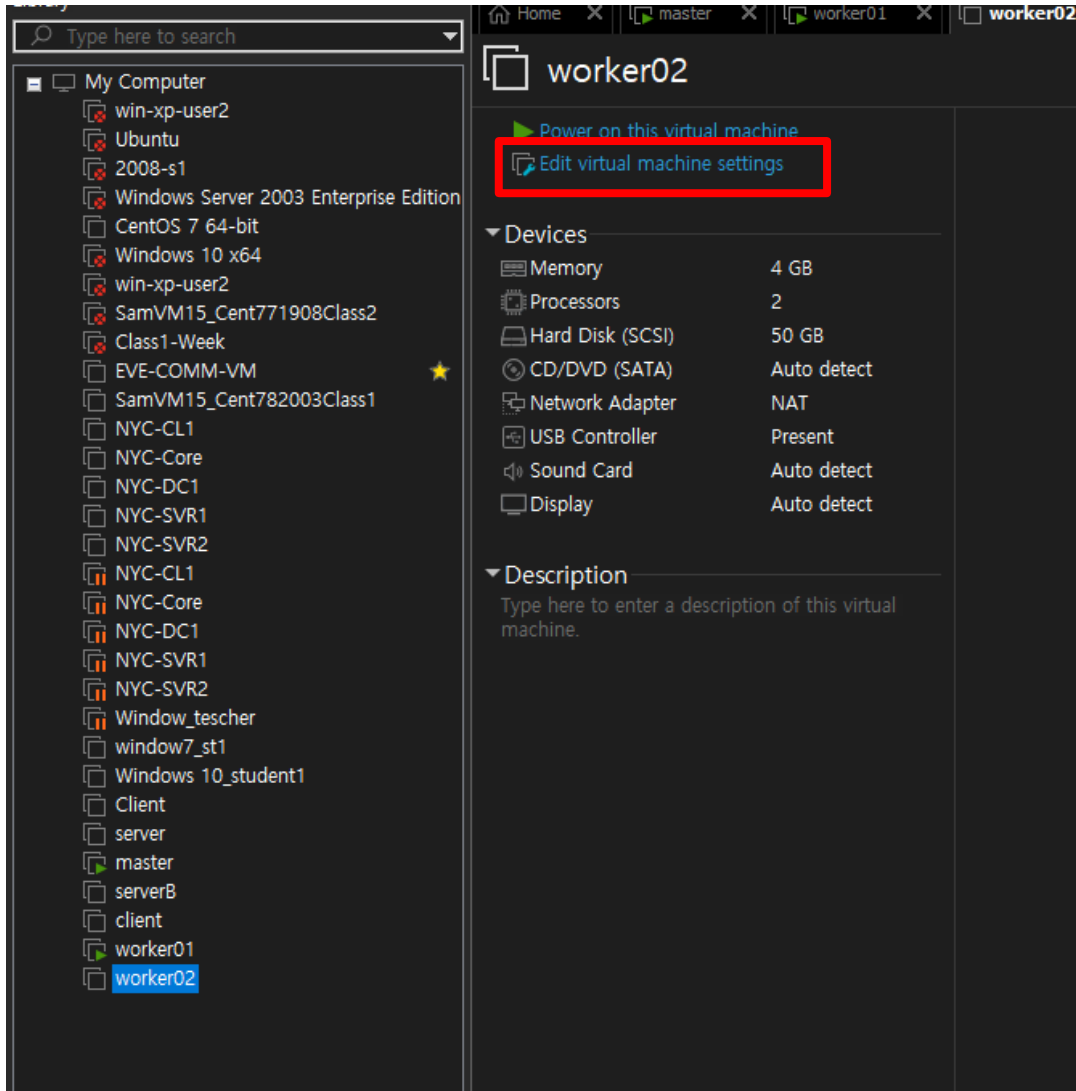 Library
Type here to search
My Computer
win-xp-user2
Ubuntu
2008-s1
Windows Server 2003 Enterprise Edition
CentOS 7 64-bit
Windows 10 x64
win-xp-user2
SamVM15_Cent771908Class2
Class1-Week
EVE-COMM-VM
SamVM15_Cent782003Class1
NYC-CL1
NYC-Core
NYC-DC1
NYC-SVR1
NYC-SVR2
NYC-CL1
NYC-Core
NYC-DC1
NYC-SVR1
NYC-SVR2
Window_tescher
window7_st1
Windows 10_student1
Client
server
master
serverB
client
worker01
worker02
Home master worker01 worker02
worker02
Power on this virtual machine
Edit virtual machine settings
Devices
Memory 4 GB
Processors 2
Hard Disk (SCSI) 50 GB
CD/DVD (SATA) Auto detect
Network Adapter NAT
USB Controller Present
Sound Card Auto detect
Display Auto detect
Description
Type here to enter a description of this virtual
machine.